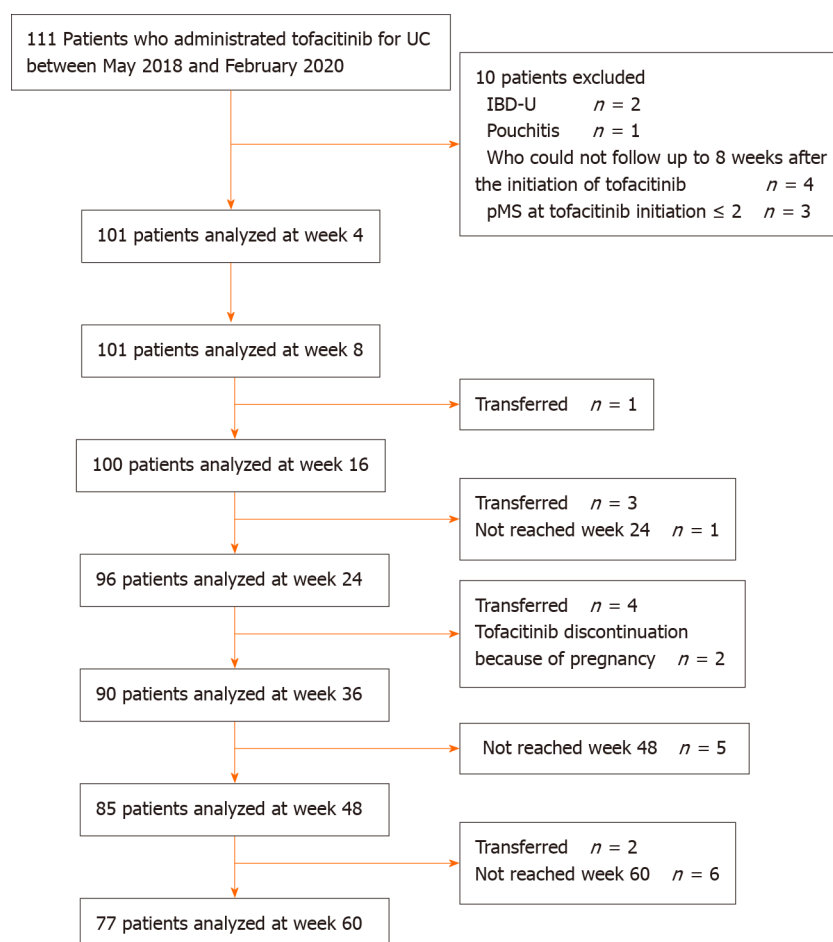 111 Patients who administrated tofacitinib for UC
between May 2018 and February 2020
10 patients excluded
IBD-U n = 2
Pouchitis n = 1
Who could not follow up to 8 weeks after
the initiation of tofacitinib n = 4
pMS at tofacitinib initiation ≤ 2 n = 3
101 patients analyzed at week 4
101 patients analyzed at week 8
Transferred n = 1
100 patients analyzed at week 16
Transferred n = 3
Not reached week 24 n = 1
96 patients analyzed at week 24
Transferred n = 4
Tofacitinib discontinuation
because of pregnancy n = 2
90 patients analyzed at week 36
Not reached week 48 n = 5
85 patients analyzed at week 48
Transferred n = 2
Not reached week 60 n = 6
77 patients analyzed at week 60